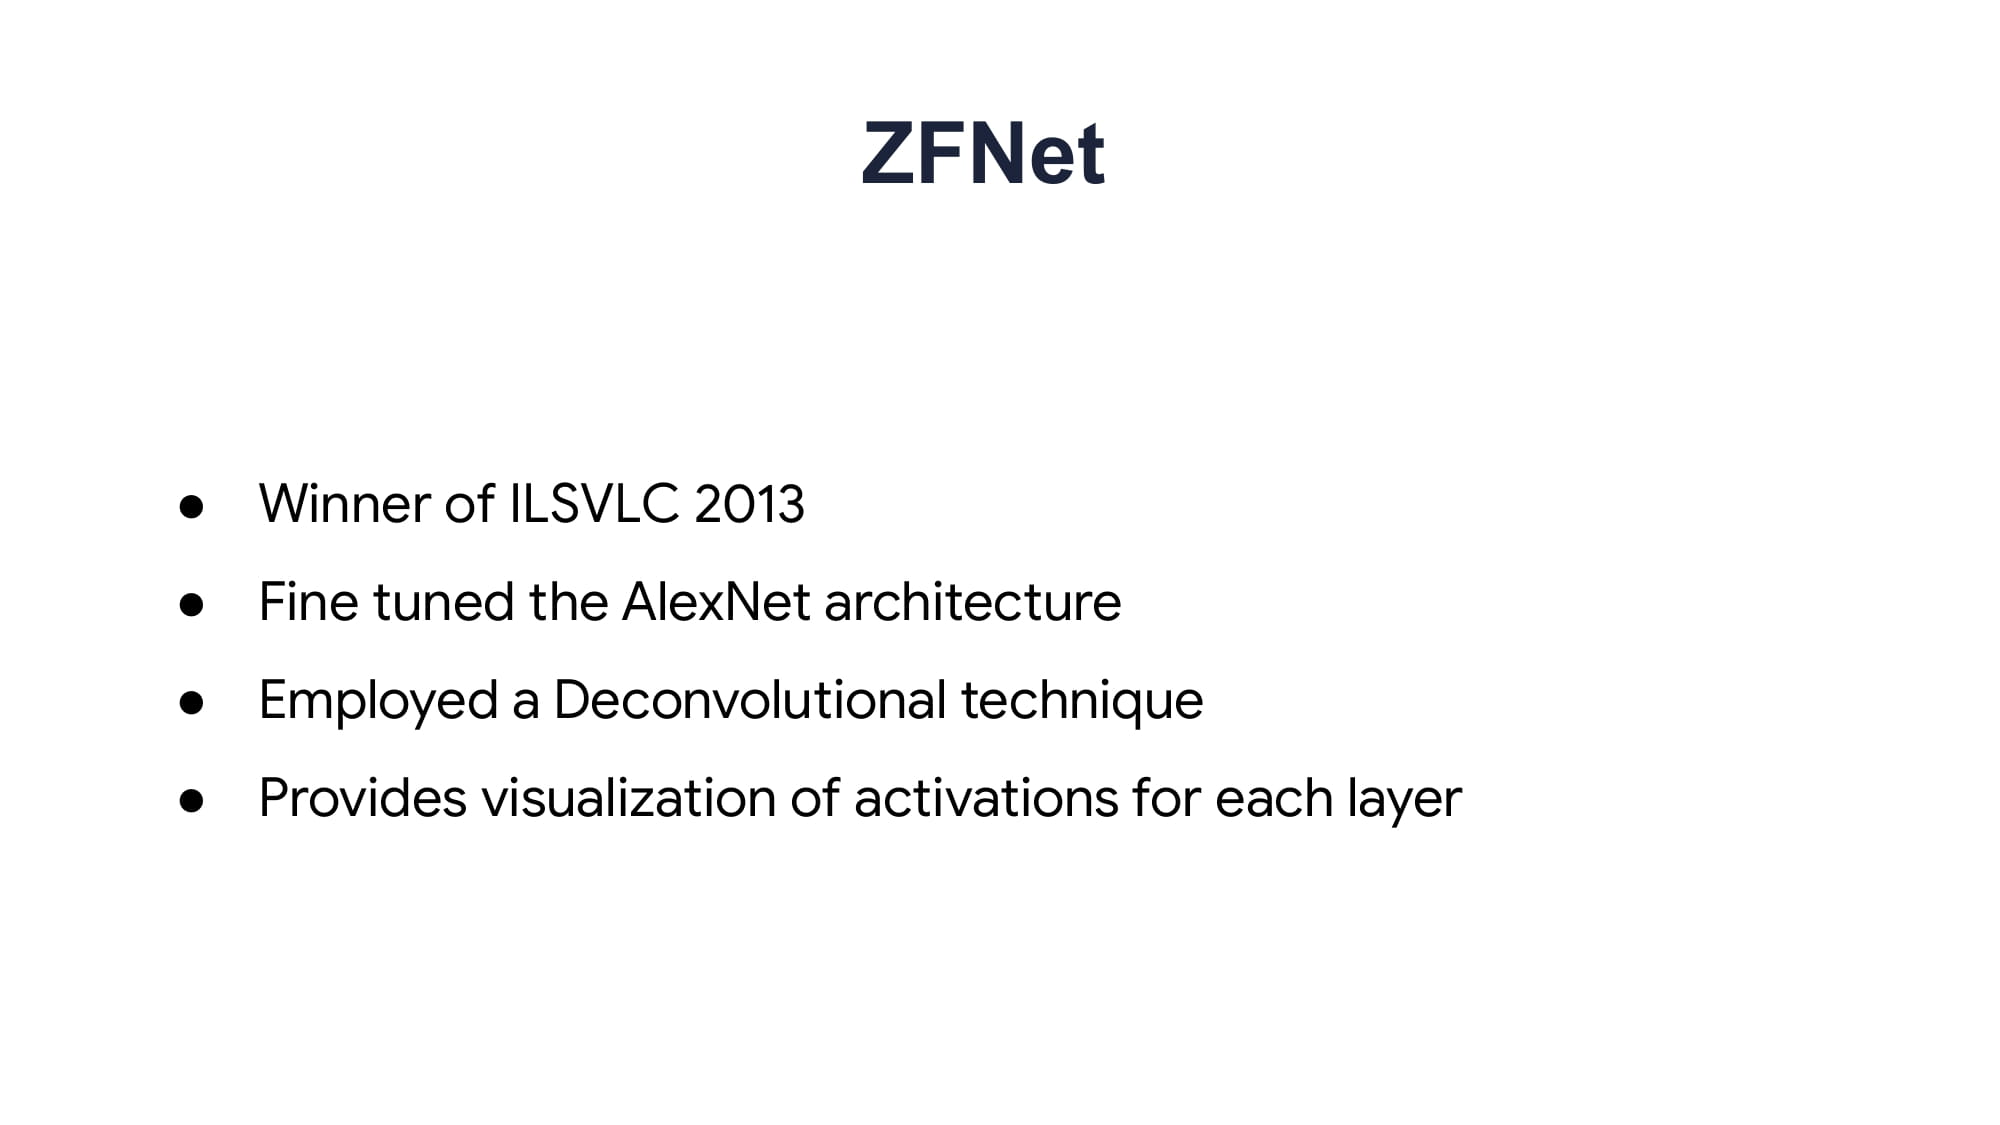 ZFNet
● Winner of ILSVLC 2013
● Fine tuned the AlexNet architecture
● Employed a Deconvolutional technique
● Provides visualization of activations for each layer